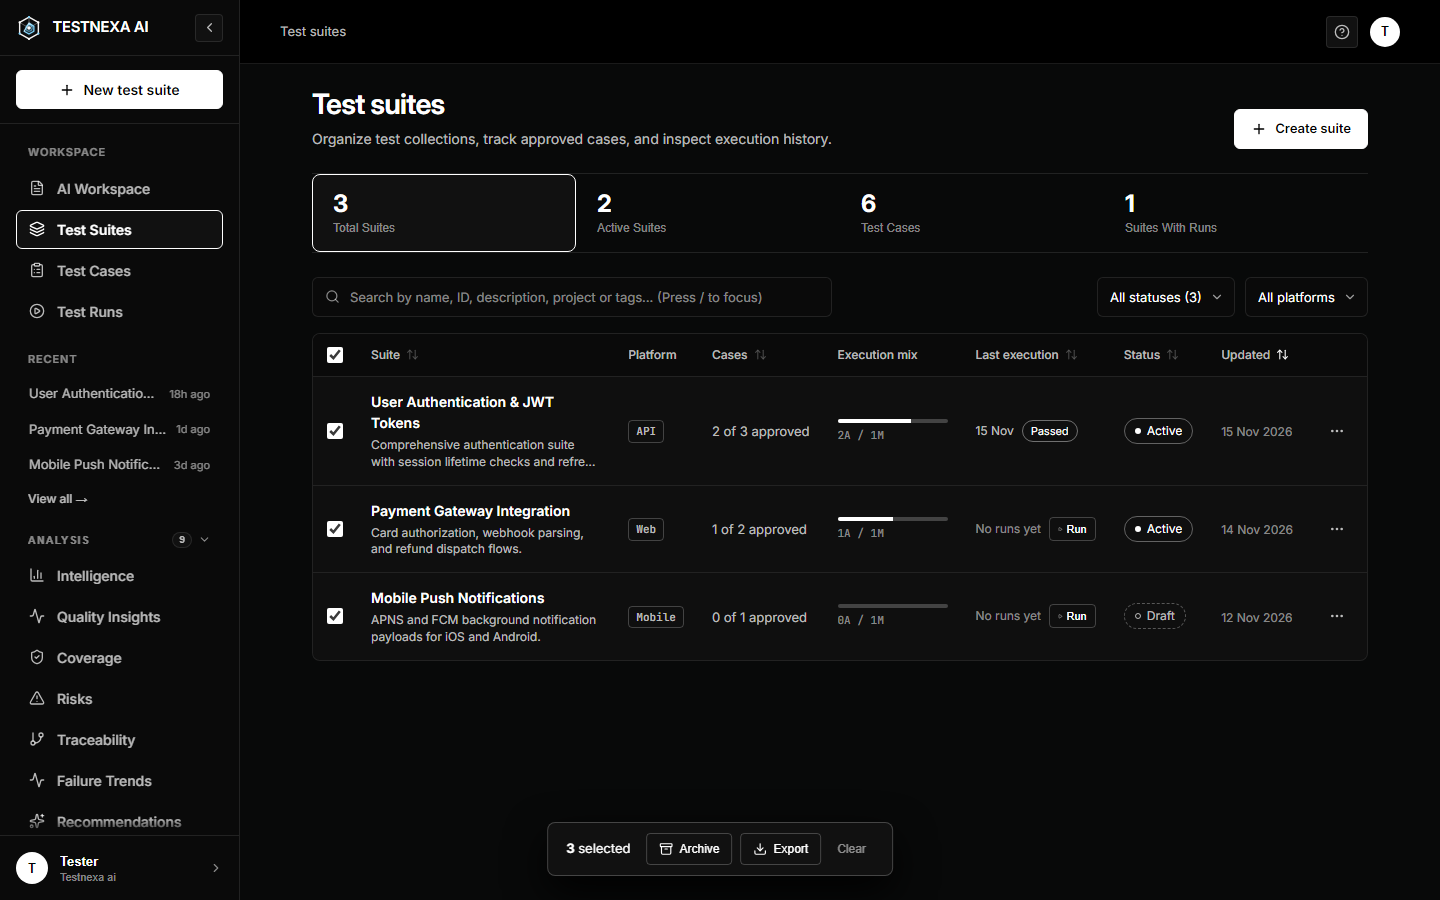 TESTNEXA AI
New test suite
WORKSPACE
AI Workspace
Test Suites
Test Cases
Test Runs
RECENT
User Authenticatio... 18h ago
Payment Gateway In... 1d ago
Mobile Push Notific... 3d ago
View all →
ANALYSIS 9
Intelligence
Quality Insights
Coverage
Risks
Traceability
Failure Trends
Recommendations
T
Tester
Testnexa ai
Test suites
T
Test suites
Organize test collections, track approved cases, and inspect execution history.
Create suite
3
Total Suites
2
Active Suites
6
Test Cases
1
Suites With Runs
Search by name, ID, description, project or tags... (Press / to focus)
All statuses (3)
All platforms
Suite Platform Cases Execution mix Last execution Status Updated
User Authentication & JWT
Tokens
Comprehensive authentication suite
with session lifetime checks and refre...
API
2 of 3 approved
2A / 1M
15 Nov Passed
Active
15 Nov 2026
Payment Gateway Integration
Card authorization, webhook parsing,
and refund dispatch flows.
Web
1 of 2 approved
1A / 1M
No runs yet Run
Active
14 Nov 2026
Mobile Push Notifications
APNS and FCM background notification
payloads for iOS and Android.
Mobile
0 of 1 approved
0A / 1M
No runs yet Run
Draft
12 Nov 2026
3 selected Archive Export Clear